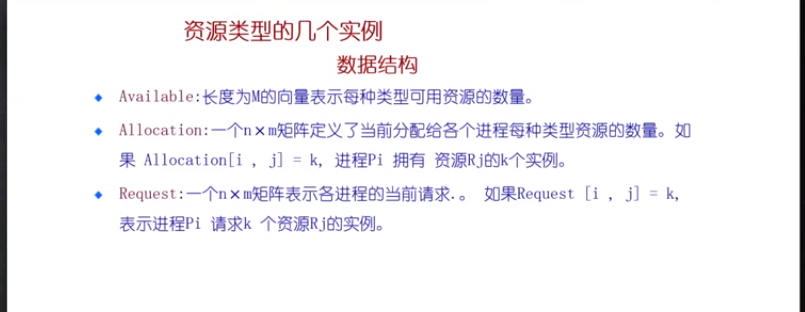 资源类型的几个实例
数据结构
Available:长度为M的向量表示每种类型可用资源的数量。
Allocation:一个n×m矩阵定义了当前分配给各个进程每种类型资源的数量。如
果 Allocation[i , j] = k, 进程Pi 拥有 资源Rj的k个实例。
Request:一个n×m矩阵表示各进程的当前请求.。 如果Request [i , j] = k,
表示进程Pi 请求k 个资源Rj的实例。